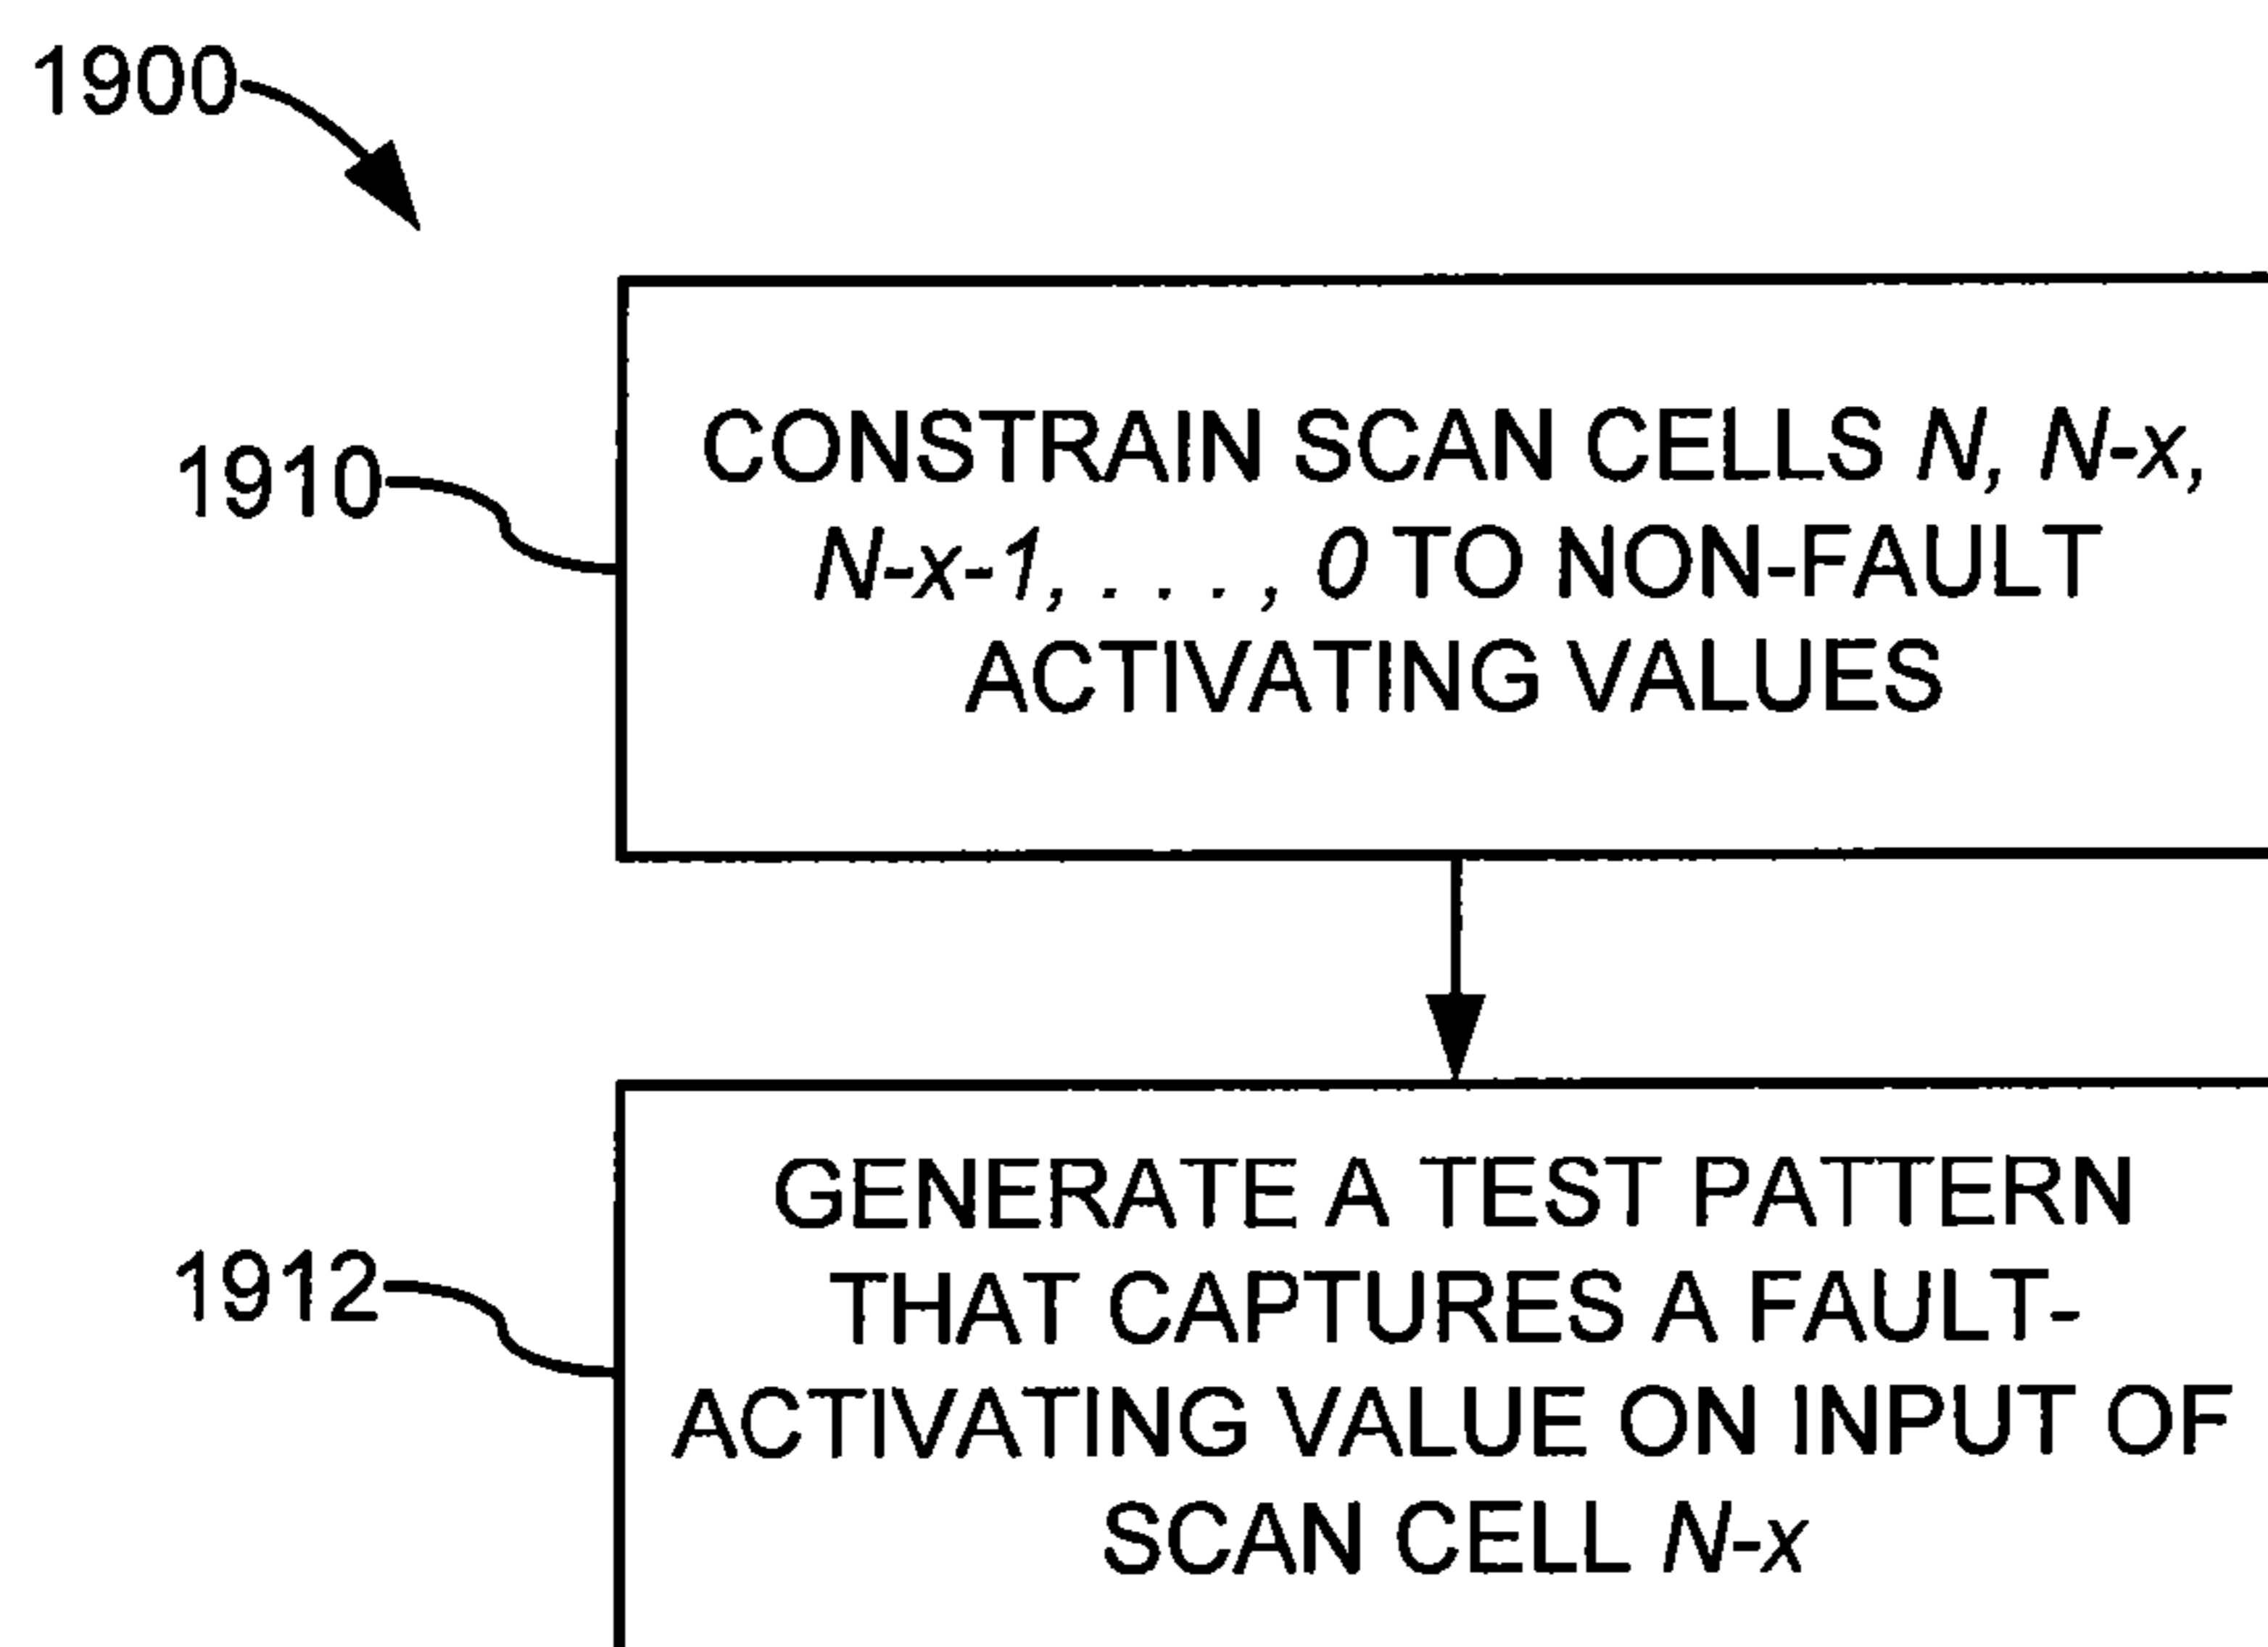 1900
1910
CONSTRAIN SCAN CELLS N, N-x,
N-x-1, . . . , 0 TO NON-FAULT
ACTIVATING VALUES
1912
GENERATE A TEST PATTERN
THAT CAPTURES A FAULT-
ACTIVATING VALUE ON INPUT OF
SCAN CELL N-x